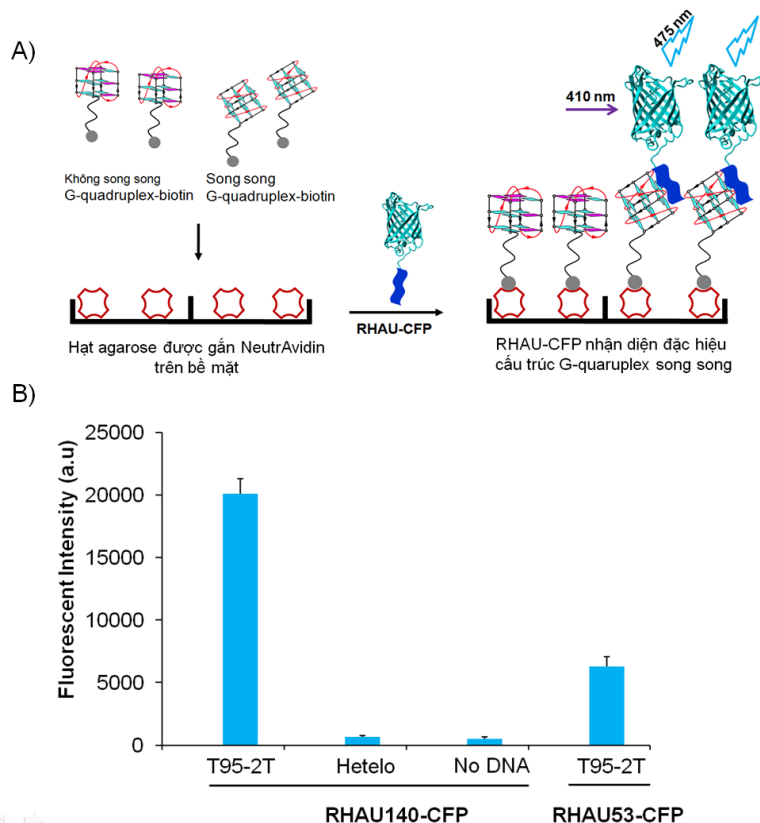 A)
Không song song
G-quadruplex-biotin
Song song
G-quadruplex-biotin
410 nm
475 nm
RHAU-CFP
Hạt agarose được gắn NeutrAvidin
trên bề mặt
RHAU-CFP nhận diện đặc hiệu
cấu trúc G-quaruplex song song
B)
Fluorescent Intensity (a.u)
25000
20000
15000
10000
5000
0
T95-2T
Hetelo
No DNA
T95-2T
RHAU140-CFP
RHAU53-CFP